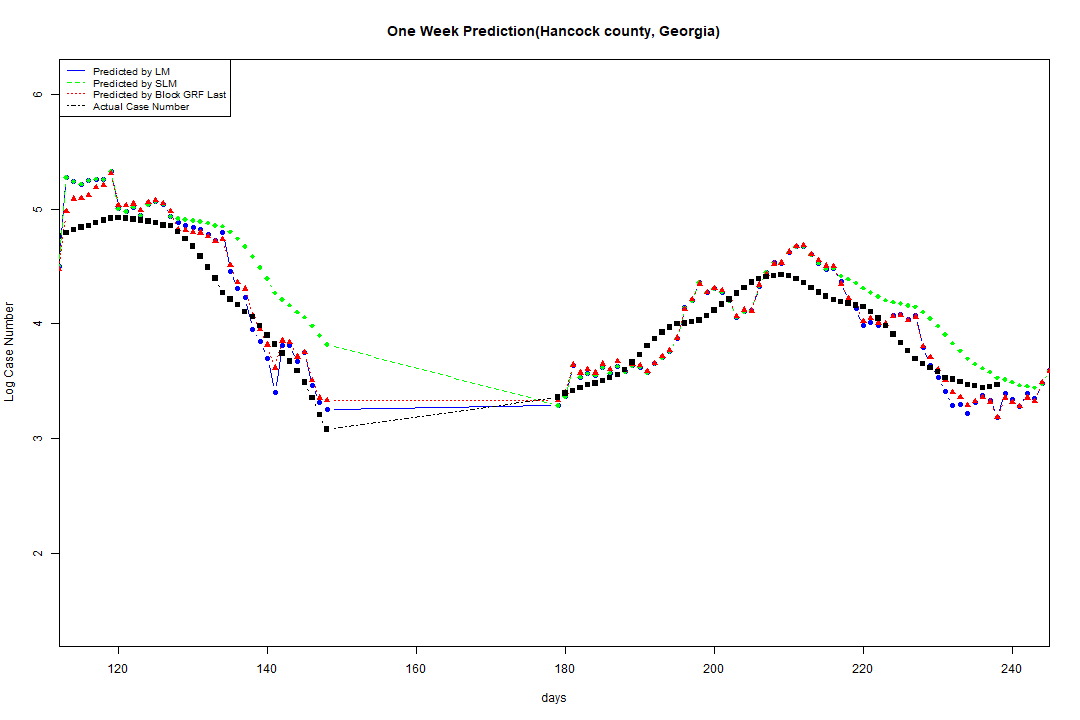 One Week Prediction(Hancock county, Georgia)
Predicted by LM
Predicted by SLM
Predicted by Block GRF Last
Actual Case Number
Log Case Number
6
5
4
3
2
120 140 160 180 200 220 240
days